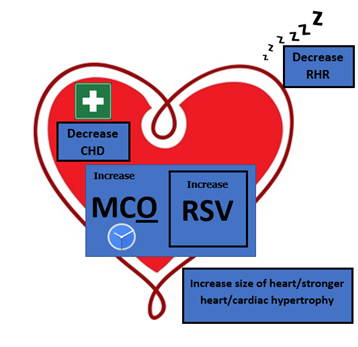 z z z z z z
Decrease
RHR
Decrease
CHD
Increase
MCO
Increase
RSV
Increase size of heart/stronger
heart/cardiac hypertrophy